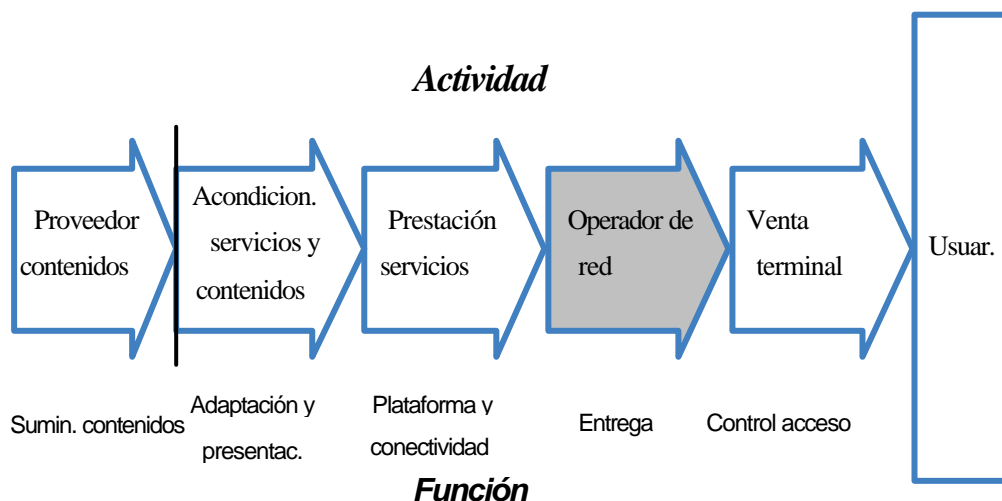 Actividad
Proveedor
contenidos
Acondicion.
servicios y
contenidos
Prestación
servicios
Operador de
red
Venta
terminal
Usuar.
Sumin. contenidos
Adaptación y
presentac.
Plataforma y
conectividad
Entrega
Control acceso
Función